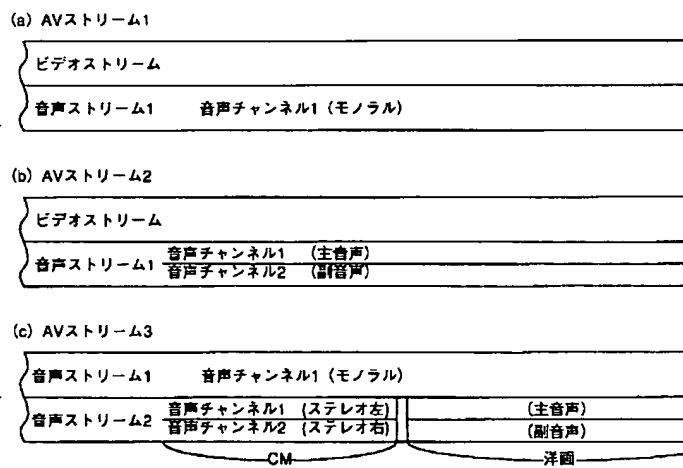 (a) AVストリーム1
ビデオストリーム
音声ストリーム1 音声チャンネル1 (モノラル)
(b) AVストリーム2
ビデオストリーム
音声ストリーム1
音声チャンネル1 (主音声)
音声チャンネル2 (副音声)
(c) AVストリーム3
音声ストリーム1 音声チャンネル1 (モノラル)
音声ストリーム2
音声チャンネル1 (ステレオ左) (主音声)
音声チャンネル2 (ステレオ右) (副音声)
CM 洋画